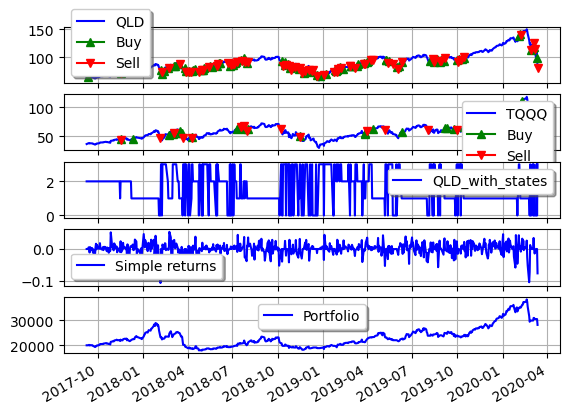 150
100
QLD
Buy
Sell
100
50
TQQQ
Buy
Sell
2
0
QLD_with_states
0.0
−0.1
Simple returns
30000
20000
Portfolio
2017-10
2018-01
2018-04
2018-07
2018-10
2019-01
2019-04
2019-07
2019-10
2020-01
2020-04